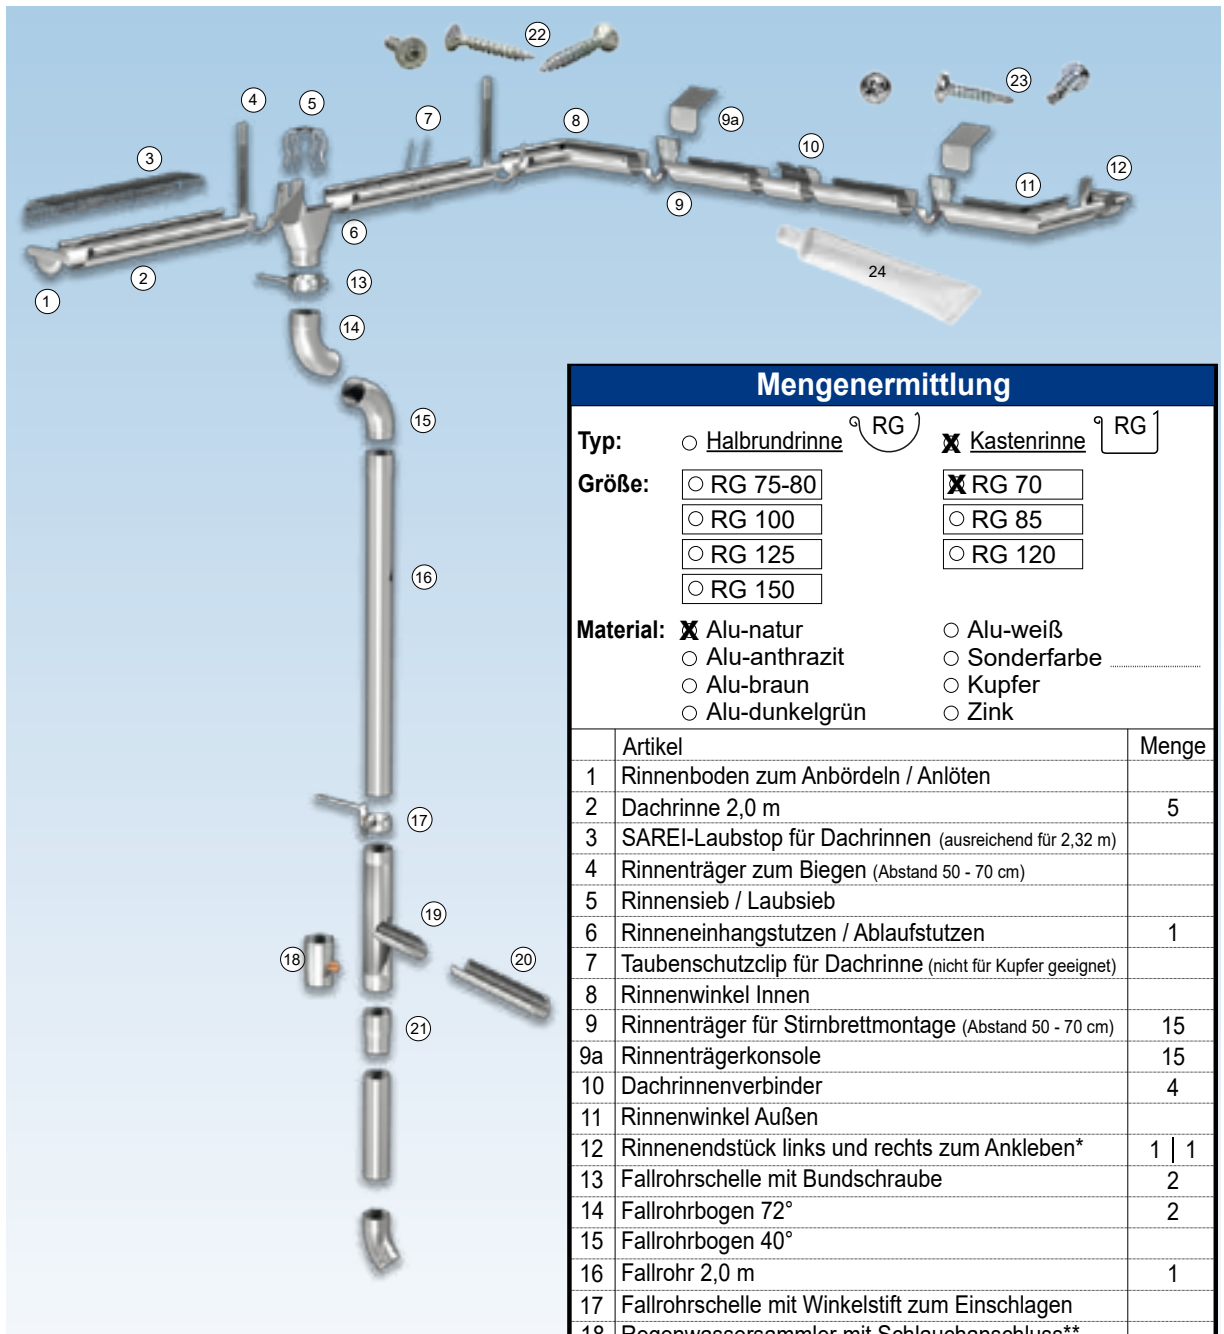 22
4
5
7
8
9a
23
3
10
12
11
9
6
2
13
24
1
14
15
16
17
19
18
20
21
Mengenermittlung
Typ: Halbrundrinne RG X Kastenrinne RG
Größe: RG 75-80 X RG 70
RG 100 RG 85
RG 125 RG 120
RG 150
Material: X Alu-natur Alu-weiß
Alu-anthrazit Sonderfarbe
Alu-braun Kupfer
Alu-dunkelgrün Zink
Artikel Menge
1 Rinnenboden zum Anbördeln / Anlöten
2 Dachrinne 2,0 m 5
3 SAREI-Laubstop für Dachrinnen (ausreichend für 2,32 m)
4 Rinnenträger zum Biegen (Abstand 50 - 70 cm)
5 Rinnensieb / Laubsieb
6 Rinneneinhangstutzen / Ablaufstutzen 1
7 Taubenschutzclip für Dachrinne (nicht für Kupfer geeignet)
8 Rinnenwinkel Innen
9 Rinnenträger für Stirnbrettmontage (Abstand 50 - 70 cm) 15
9a Rinnenträgerkonsole 15
10 Dachrinnenverbinder 4
11 Rinnenwinkel Außen
12 Rinnenendstück links und rechts zum Ankleben* 1 | 1
13 Fallrohrschelle mit Bundschraube 2
14 Fallrohrbogen 72° 2
15 Fallrohrbogen 40°
16 Fallrohr 2,0 m 1
17 Fallrohrschelle mit Winkelstift zum Einschlagen
18 Regenwassersammler mit Schlauchanschluss**